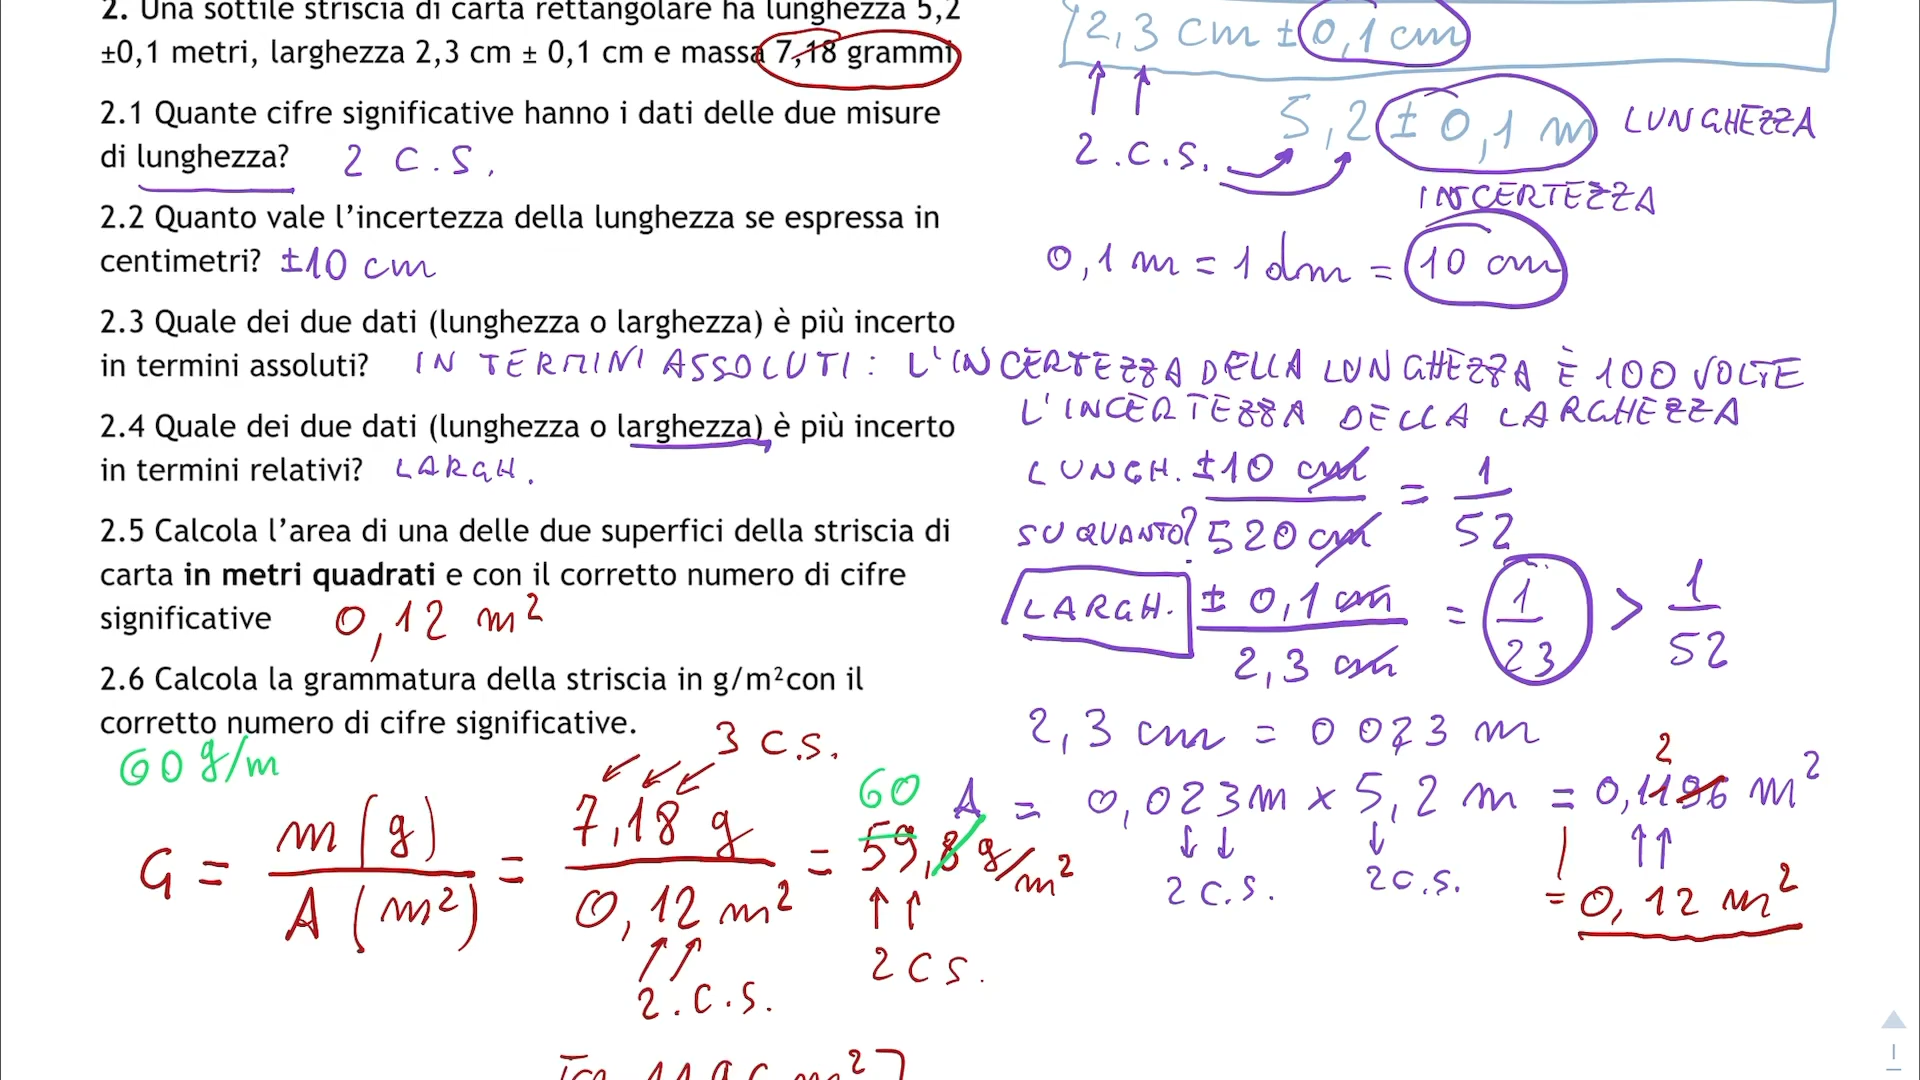 2. Una sottile striscia di carta rettangolare ha lunghezza 5,2
±0,1 metri, larghezza 2,3 cm ± 0,1 cm e massa 7,18 grammi
2.1 Quante cifre significative hanno i dati delle due misure
di lunghezza? 2 C.S.
2.2 Quanto vale l'incertezza della lunghezza se espressa in
centimetri? ±10 cm
2.3 Quale dei due dati (lunghezza o larghezza) è più incerto
in termini assoluti? IN TERMINI ASSOLUTI: L'INCERTEZZA DELLA LUNGHEZZA È 100 VOLTE
L'INCERTEZZA DELLA LARGHEZZA
2.4 Quale dei due dati (lunghezza o larghezza) è più incerto
in termini relativi? LARGH.
2.5 Calcola l'area di una delle due superfici della striscia di
carta in metri quadrati e con il corretto numero di cifre
significative 0,12 m²
2.6 Calcola la grammatura della striscia in g/m²con il
corretto numero di cifre significative.
60 g/m
3 C.S.
G = m(g) / A(m²) = 7,18 g / 0,12 m² = 59,8 g/m²
60
2.C.S.
2 C S.
2,3 cm ± 0,1 cm
5,2 ± 0,1 m LUNGHEZZA
2.C.S.
INCERTEZZA
0,1 m = 1 dm = 10 cm
LUNGH. ±10 cm / 520 cm = 1/52
SU QUANTO?
LARGH. ± 0,1 cm / 2,3 cm = 1/23 > 1/52
2,3 cm = 0 023 m
2
A = 0,023m × 5,2 m = 0,1196 m²
2 C.S. 2C.S.
= 0,12 m²